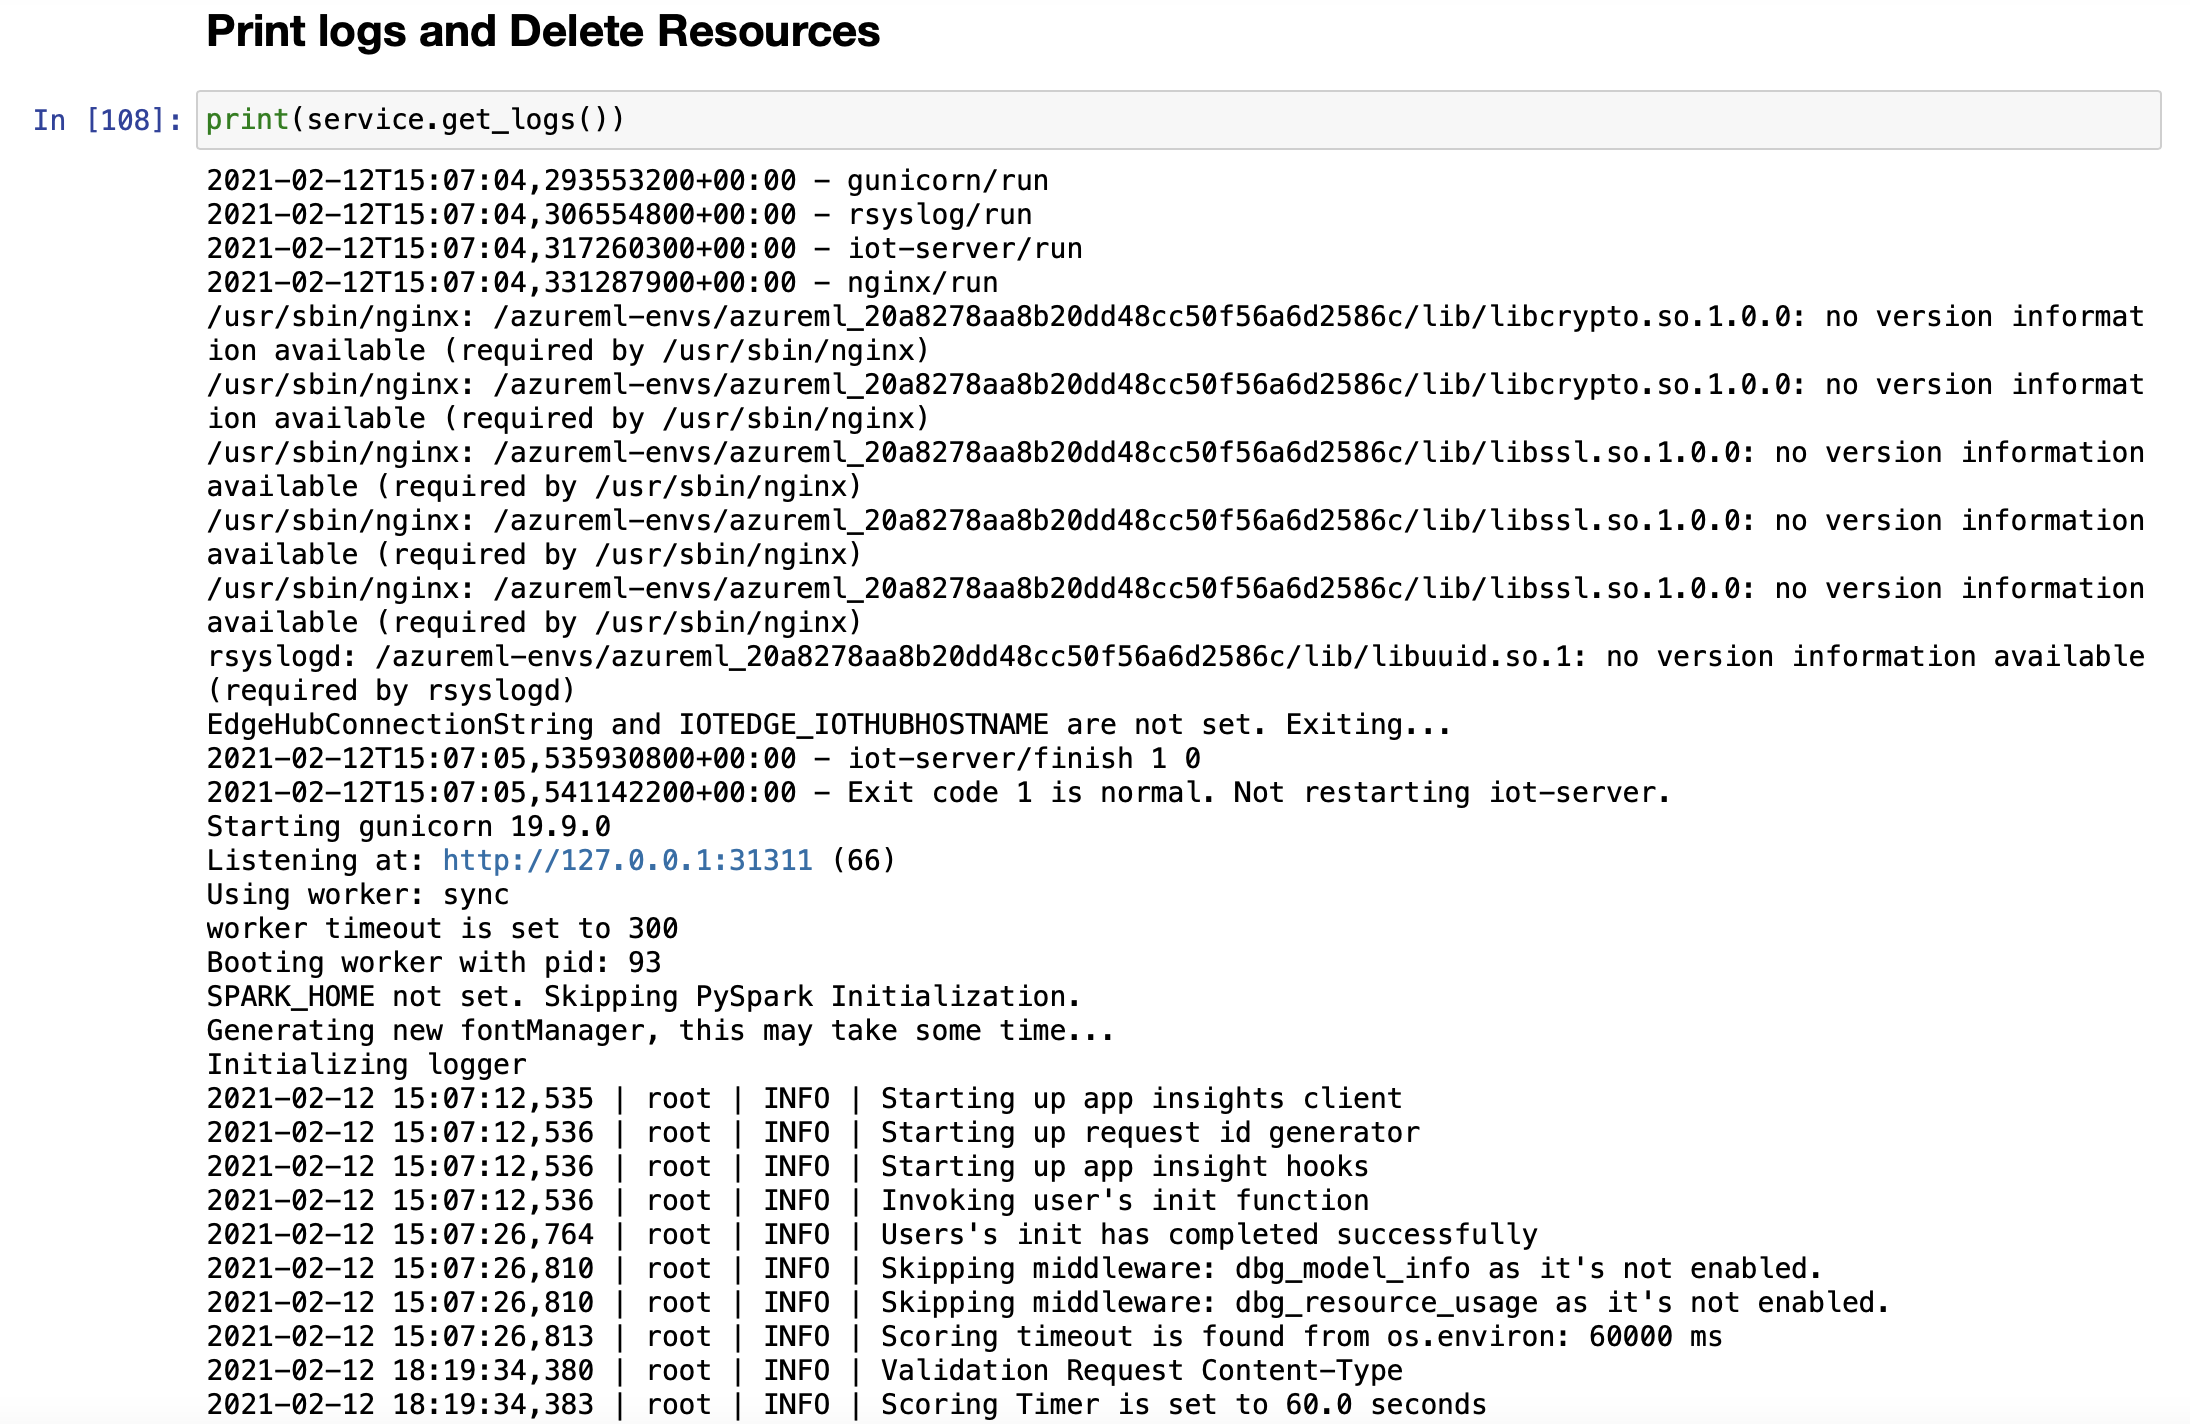 Print logs and Delete Resources
In [108]: print(service.get_logs())
2021-02-12T15:07:04,293553200+00:00 - gunicorn/run
2021-02-12T15:07:04,306554800+00:00 - rsyslog/run
2021-02-12T15:07:04,317260300+00:00 - iot-server/run
2021-02-12T15:07:04,331287900+00:00 - nginx/run
/usr/sbin/nginx: /azureml-envs/azureml_20a8278aa8b20dd48cc50f56a6d2586c/lib/libcrypto.so.1.0.0: no version informat
ion available (required by /usr/sbin/nginx)
/usr/sbin/nginx: /azureml-envs/azureml_20a8278aa8b20dd48cc50f56a6d2586c/lib/libcrypto.so.1.0.0: no version informat
ion available (required by /usr/sbin/nginx)
/usr/sbin/nginx: /azureml-envs/azureml_20a8278aa8b20dd48cc50f56a6d2586c/lib/libssl.so.1.0.0: no version information
available (required by /usr/sbin/nginx)
/usr/sbin/nginx: /azureml-envs/azureml_20a8278aa8b20dd48cc50f56a6d2586c/lib/libssl.so.1.0.0: no version information
available (required by /usr/sbin/nginx)
/usr/sbin/nginx: /azureml-envs/azureml_20a8278aa8b20dd48cc50f56a6d2586c/lib/libssl.so.1.0.0: no version information
available (required by /usr/sbin/nginx)
rsyslogd: /azureml-envs/azureml_20a8278aa8b20dd48cc50f56a6d2586c/lib/libuuid.so.1: no version information available
(required by rsyslogd)
EdgeHubConnectionString and IOTEDGE_IOTHUBHOSTNAME are not set. Exiting...
2021-02-12T15:07:05,535930800+00:00 - iot-server/finish 1 0
2021-02-12T15:07:05,541142200+00:00 - Exit code 1 is normal. Not restarting iot-server.
Starting gunicorn 19.9.0
Listening at: http://127.0.0.1:31311 (66)
Using worker: sync
worker timeout is set to 300
Booting worker with pid: 93
SPARK_HOME not set. Skipping PySpark Initialization.
Generating new fontManager, this may take some time...
Initializing logger
2021-02-12 15:07:12,535 | root | INFO | Starting up app insights client
2021-02-12 15:07:12,536 | root | INFO | Starting up request id generator
2021-02-12 15:07:12,536 | root | INFO | Starting up app insight hooks
2021-02-12 15:07:12,536 | root | INFO | Invoking user's init function
2021-02-12 15:07:26,764 | root | INFO | Users's init has completed successfully
2021-02-12 15:07:26,810 | root | INFO | Skipping middleware: dbg_model_info as it's not enabled.
2021-02-12 15:07:26,810 | root | INFO | Skipping middleware: dbg_resource_usage as it's not enabled.
2021-02-12 15:07:26,813 | root | INFO | Scoring timeout is found from os.environ: 60000 ms
2021-02-12 18:19:34,380 | root | INFO | Validation Request Content-Type
2021-02-12 18:19:34,383 | root | INFO | Scoring Timer is set to 60.0 seconds